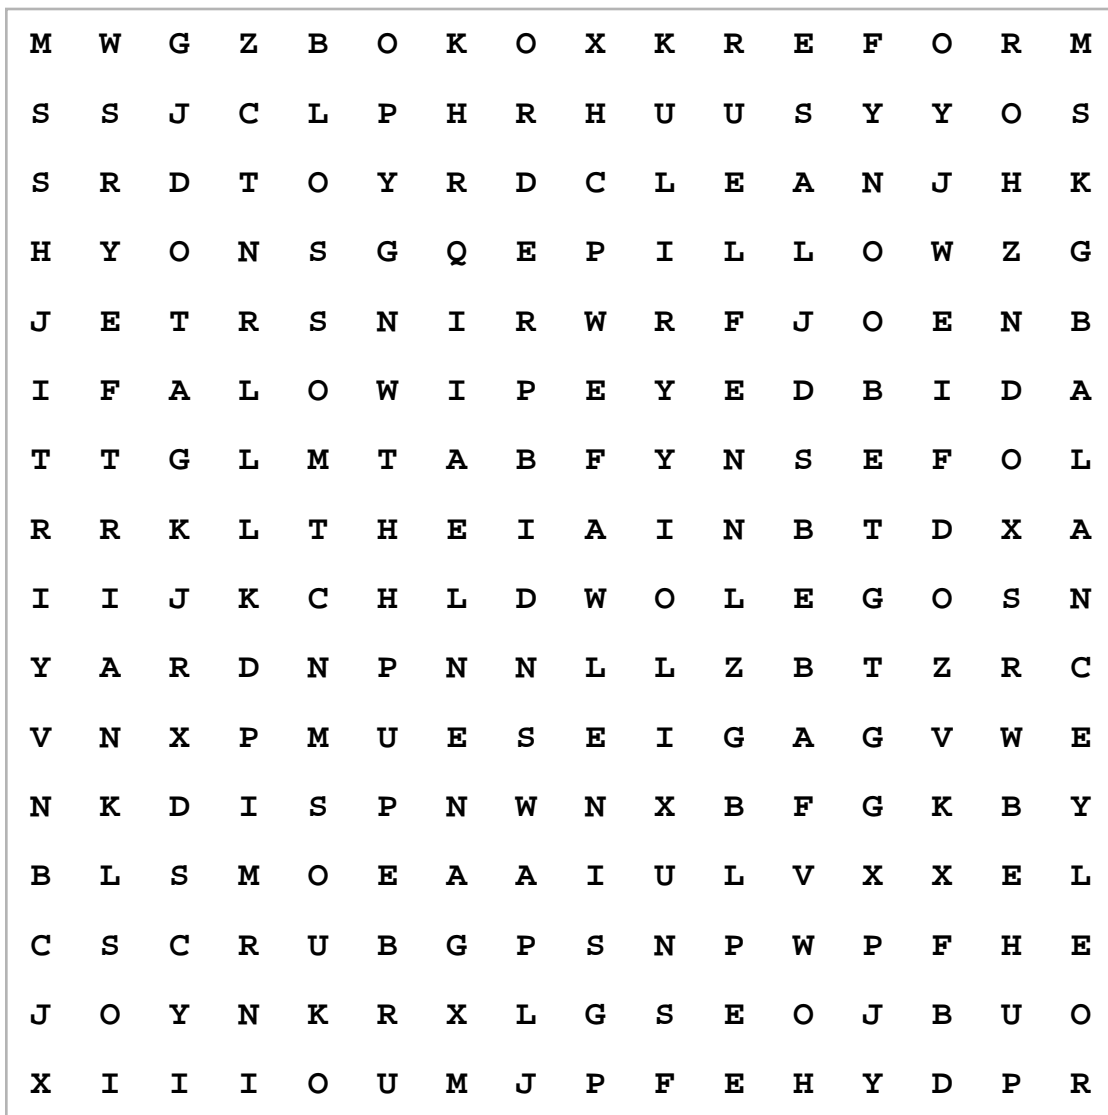 M W G Z B O K O X K R E F O R M
S S J C L P H R H U U S Y Y O S
S R D T O Y R D C L E A N J H K
H Y O N S G Q E P I L L O W Z G
J E T R S N I R W R F J O E N B
I F A L O W I P E Y E D B I D A
T T G L M T A B F Y N S E F O L
R R K L T H E I A I N B T D X A
I I J K C H L D W O L E G O S N
Y A R D N P N N L L Z B T Z R C
V N X P M U E S E I G A G V W E
N K D I S P N W N X B F G K B Y
B L S M O E A A I U L V X X E L
C S C R U B G P S N P W P F H E
J O Y N K R X L G S E O J B U O
X I I I O U M J P F E H Y D P R